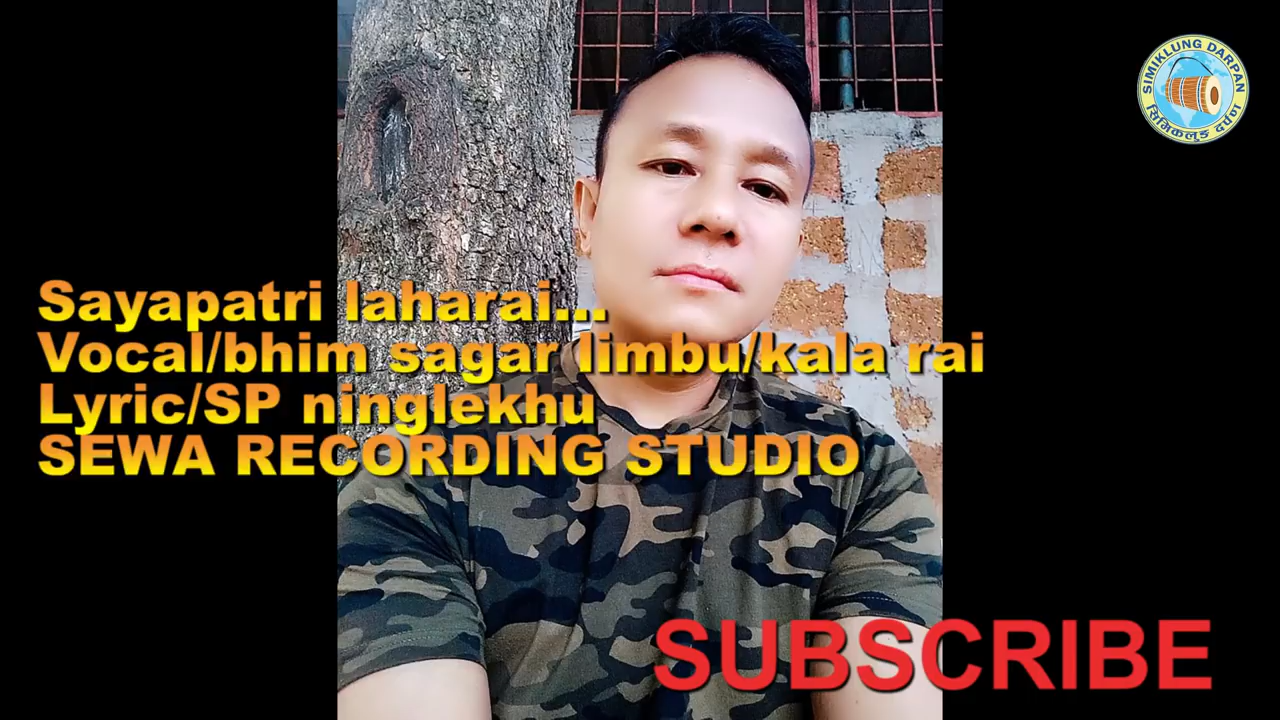 SIMIKLUNG DARPAN
सिमिकलुङ दर्पण
Sayapatri laharai...
Vocal/bhim sagar limbu/kala rai
Lyric/SP ninglekhu
SEWA RECORDING STUDIO
SUBSCRIBE